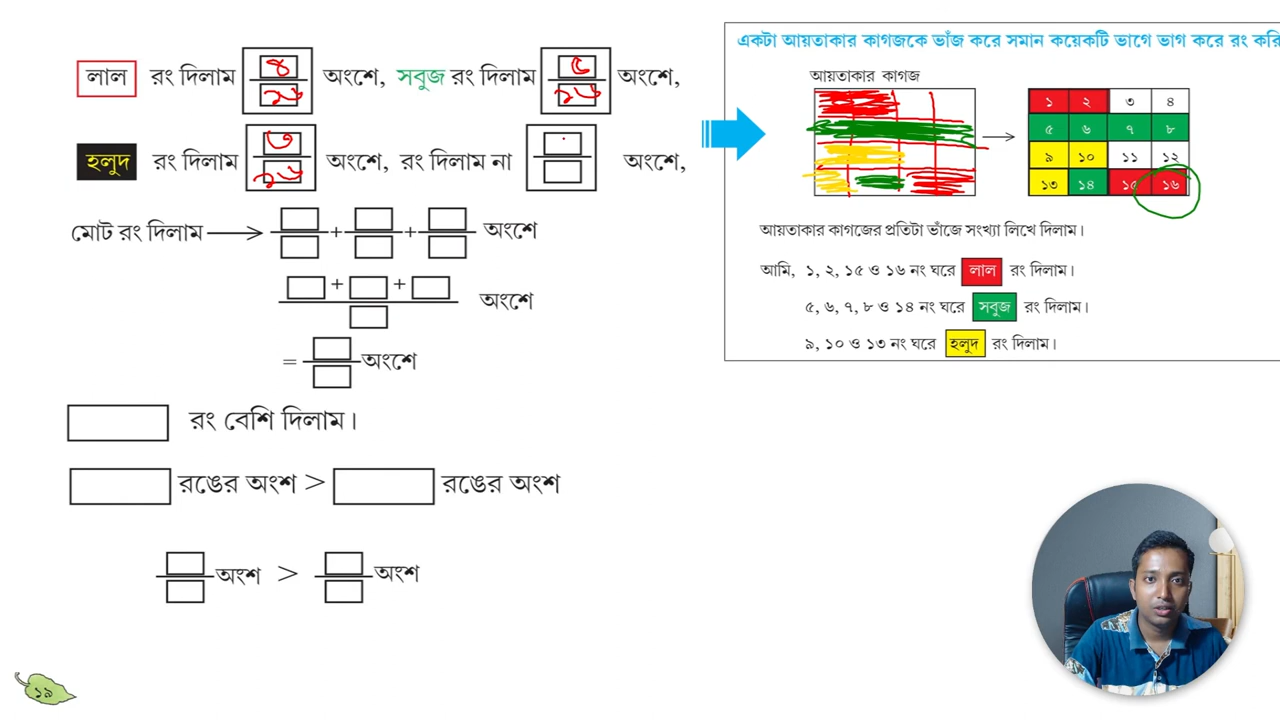 লাল রং দিলাম ৪/১৬ অংশে, সবুজ রং দিলাম ৫/১৬ অংশে,
হলুদ রং দিলাম ৩/১৬ অংশে, রং দিলাম না অংশে,
মোট রং দিলাম → + + অংশে
+ + অংশে
= অংশে
রং বেশি দিলাম।
রঙের অংশ > রঙের অংশ
অংশ > অংশ
১৯
একটা আয়তাকার কাগজকে ভাঁজ করে সমান কয়েকটি ভাগে ভাগ করে রং করি
আয়তাকার কাগজ
১ ২ ৩ ৪
৫ ৬ ৭ ৮
৯ ১০ ১১ ১২
১৩ ১৪ ১৫ ১৬
আয়তাকার কাগজের প্রতিটা ভাঁজে সংখ্যা লিখে দিলাম।
আমি, ১, ২, ১৫ ও ১৬ নং ঘরে লাল রং দিলাম।
৫, ৬, ৭, ৮ ও ১৪ নং ঘরে সবুজ রং দিলাম।
৯, ১০ ও ১৩ নং ঘরে হলুদ রং দিলাম।